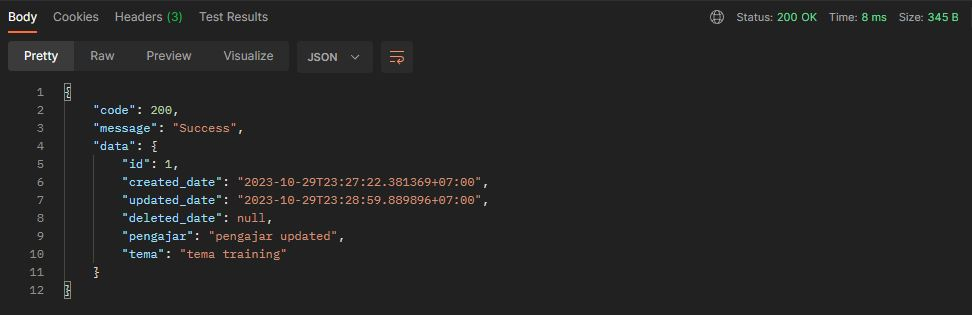 Body Cookies Headers (3) Test Results Status: 200 OK Time: 8 ms Size: 345 B
Pretty Raw Preview Visualize JSON
1 {
2 "code": 200,
3 "message": "Success",
4 "data": {
5 "id": 1,
6 "created_date": "2023-10-29T23:27:22.381369+07:00",
7 "updated_date": "2023-10-29T23:28:59.889896+07:00",
8 "deleted_date": null,
9 "pengajar": "pengajar updated",
10 "tema": "tema training"
11 }
12 }